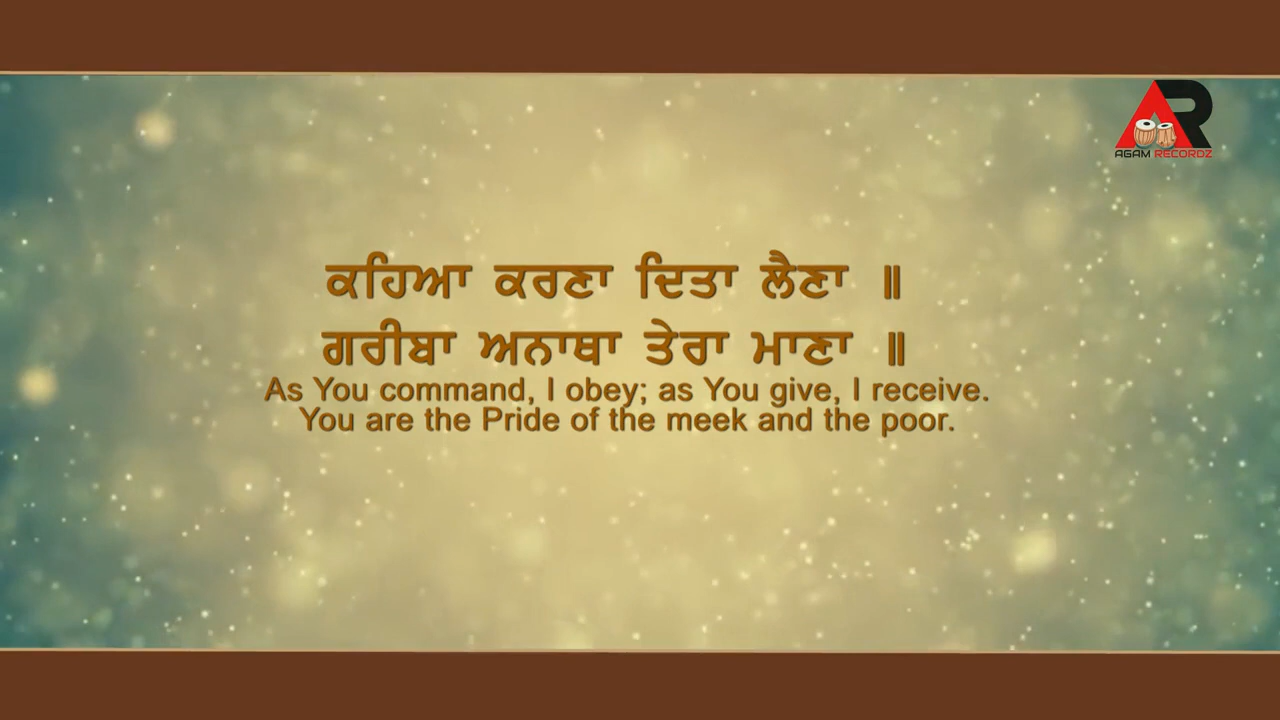 AGAM RECORDZ
ਕਹਿਆ ਕਰਣਾ ਦਿਤਾ ਲੈਣਾ ॥
ਗਰੀਬਾ ਅਨਾਥਾ ਤੇਰਾ ਮਾਣਾ ॥
As You command, I obey; as You give, I receive.
You are the Pride of the meek and the poor.